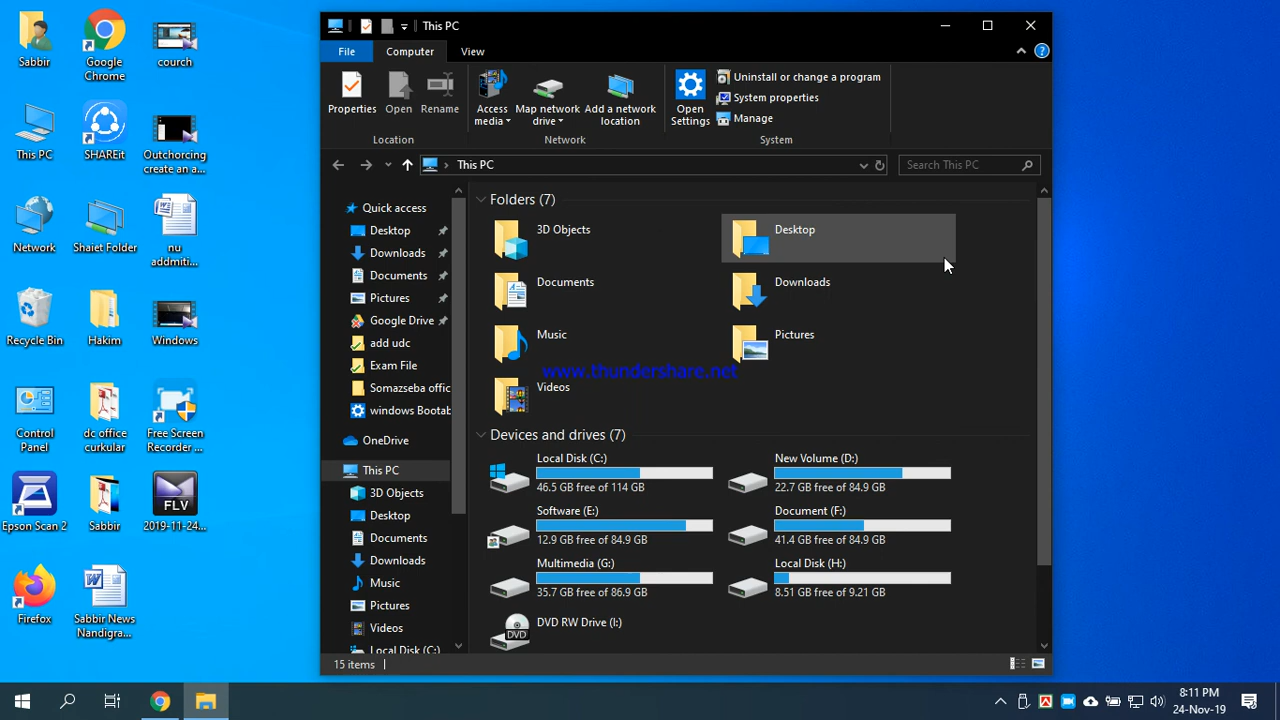 Sabbir
Google
Chrome
courch
This PC
SHAREit
Outchorcing
create an a...
Network
Shaiet Folder
nu
addmiti...
Recycle Bin
Hakim
Windows
Control
Panel
dc office
curkular
Free Screen
Recorder ...
Epson Scan 2
Sabbir
FLV
2019-11-24...
Firefox
Sabbir News
Nandigra...
This PC
File
Computer
View
Properties
Open
Rename
Location
Access
media
Map network
drive
Add a network
location
Network
Open
Settings
Uninstall or change a program
System properties
Manage
System
This PC
Search This PC
Quick access
Desktop
Downloads
Documents
Pictures
Google Drive
add udc
Exam File
Somazseba offic
windows Bootab
OneDrive
This PC
3D Objects
Desktop
Documents
Downloads
Music
Pictures
Videos
Local Disk (C:)
Folders (7)
3D Objects
Desktop
Documents
Downloads
Music
Pictures
www.thundershare.net
Videos
Devices and drives (7)
Local Disk (C:)
46.5 GB free of 114 GB
New Volume (D:)
22.7 GB free of 84.9 GB
Software (E:)
12.9 GB free of 84.9 GB
Document (F:)
41.4 GB free of 84.9 GB
Multimedia (G:)
35.7 GB free of 86.9 GB
Local Disk (H:)
8.51 GB free of 9.21 GB
DVD
DVD RW Drive (I:)
15 items
8:11 PM
24-Nov-19